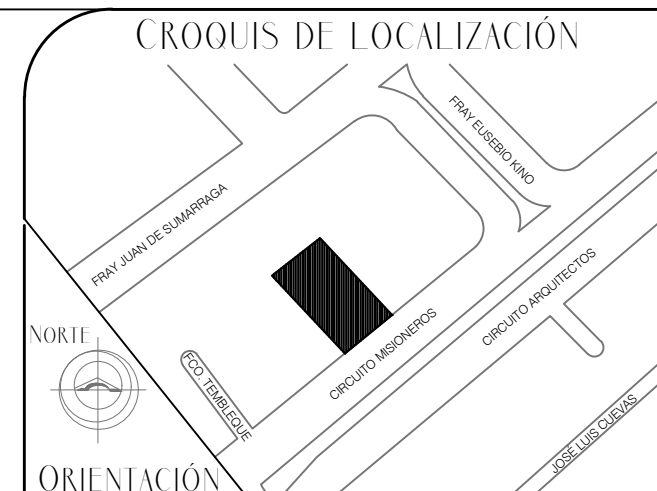 CROQUIS DE LOCALIZACIÓN
FRAY EUSEBIO KINO
FRAY JUAN DE SUMARRAGA
CIRCUITO ARQUITECTOS
CIRCUITO MISIONEROS
NORTE
FCO. TEMBLEQUE
JOSÉ LUIS CUEVAS
ORIENTACIÓN